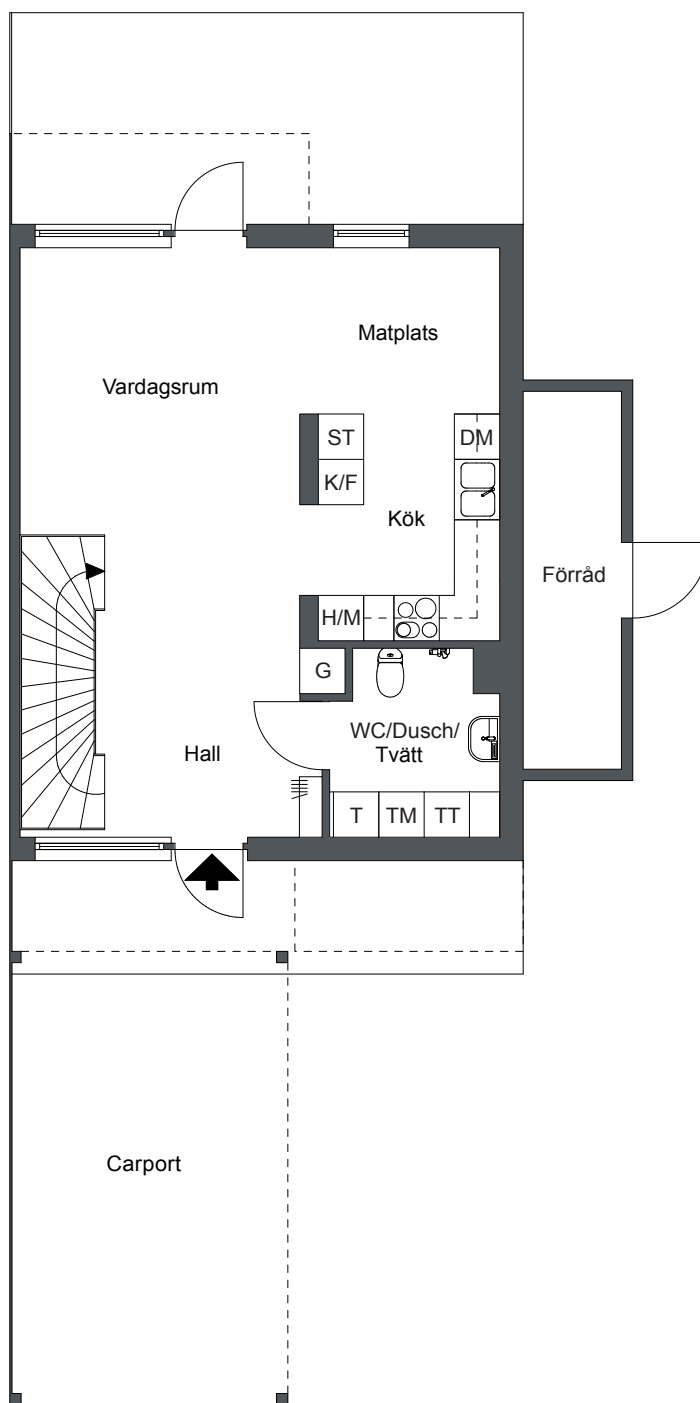 Matplats
Vardagsrum
ST
DM
K/F
Kök
Förråd
H/M
G
WC/Dusch/
Tvätt
Hall
T
TM
TT
Carport